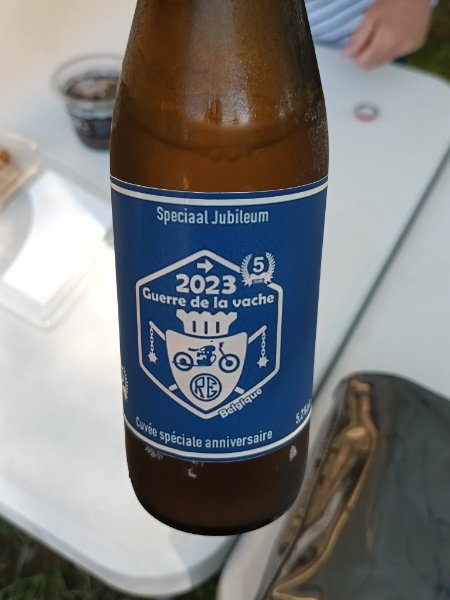 Speciaal Jubileum
5
2023
Guerre de la vache
RE
Belgique
Cuvée spéciale anniversaire